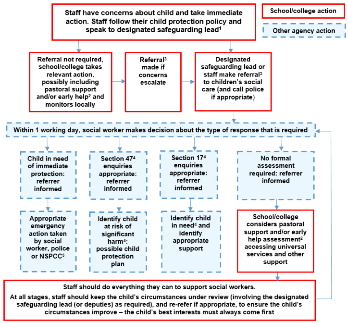 Staff have concerns about child and take immediate
action. Staff follow their child protection policy and
speak to designated safeguarding lead¹
School/college action
Other agency action
Referral not required,
school/college takes
relevant action,
possibly including
pastoral support
and/or early help² and
monitors locally
Referral³
made if
concerns
escalate
Designated
safeguarding lead or
staff make referral³
to children's social
care (and call police
if appropriate)
Within 1 working day, social worker makes decision about the type of response that is required
Child in need
of immediate
protection:
referrer
informed
Section 47⁴
enquiries
appropriate:
referrer
informed
Section 17⁴
enquiries
appropriate:
referrer
informed
No formal
assessment
required: referrer
informed
Appropriate
emergency
action taken
by social
worker, police
or NSPCC⁵
Identify child
at risk of
significant
harm⁴:
possible child
protection
plan
Identify child in
need⁴ and
identify
appropriate
support
School/college
considers pastoral
support and/or early
help assessment²
accessing universal
services and other
support
Staff should do everything they can to support social workers.
At all stages, staff should keep the child's circumstances under review (involving the designated
safeguarding lead (or deputies) as required), and re-refer if appropriate, to ensure the child's
circumstances improve – the child's best interests must always come first